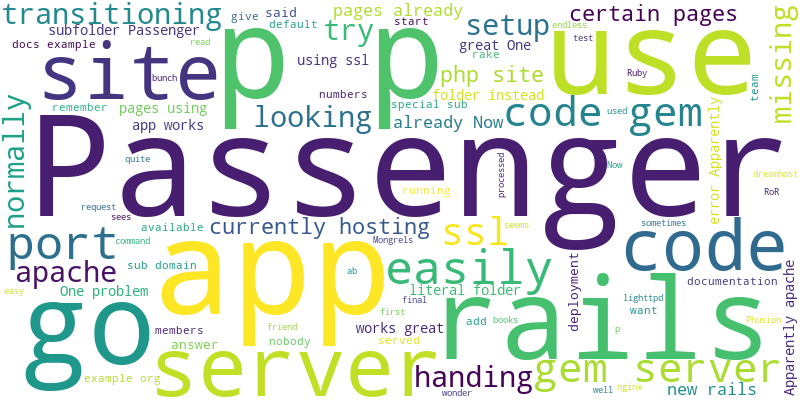 transitioning
give said
default
subfolder Passenger
docs example
site
bunch
p p
try
pages already
start
setup
great One
rake
certain pages
using ssl
php site
use
missing
numbers
folder instead
read
endless
test
Ruby
team
remember
pages using
app works
looking
special sub
already Now
code gem
used
normally
Passenger
error Apparently
quite
request
sees
running
processed
Now
dreamhost
RoR
available
command
currently hosting
Mongrels
ssl
seems
sometimes
port
apache
sub domain
app
ab
easily
code
documentation
One problem
literal folder
final
first
add books
deployment
lighttpd
want
easy
go
members
answer
friend
nobody
works great
served
rails
p
Phusion
Apparently apache
example org
server
handing
wonder
gem server
well
nginx
new rails